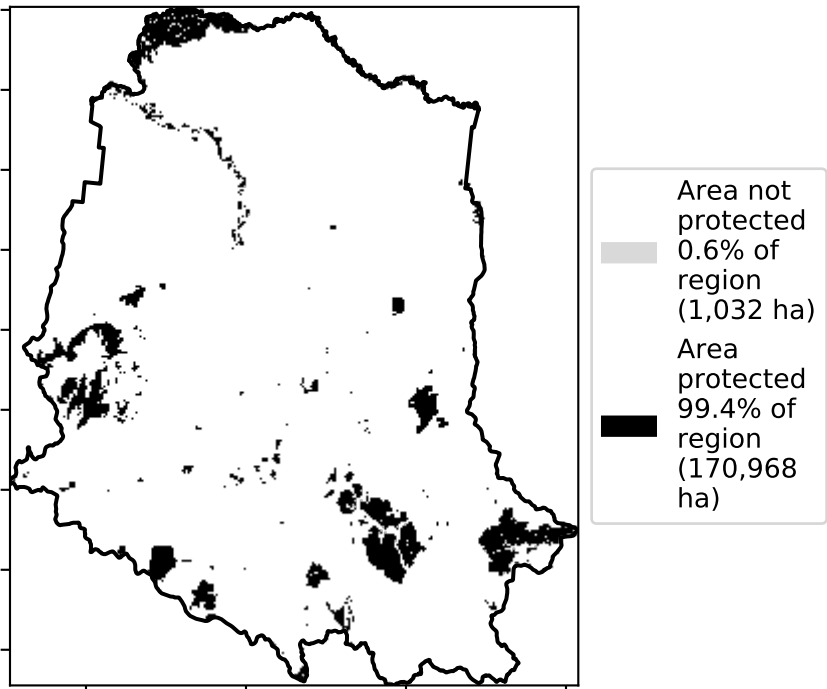 Area not
protected
0.6% of
region
(1,032 ha)
Area
protected
99.4% of
region
(170,968
ha)